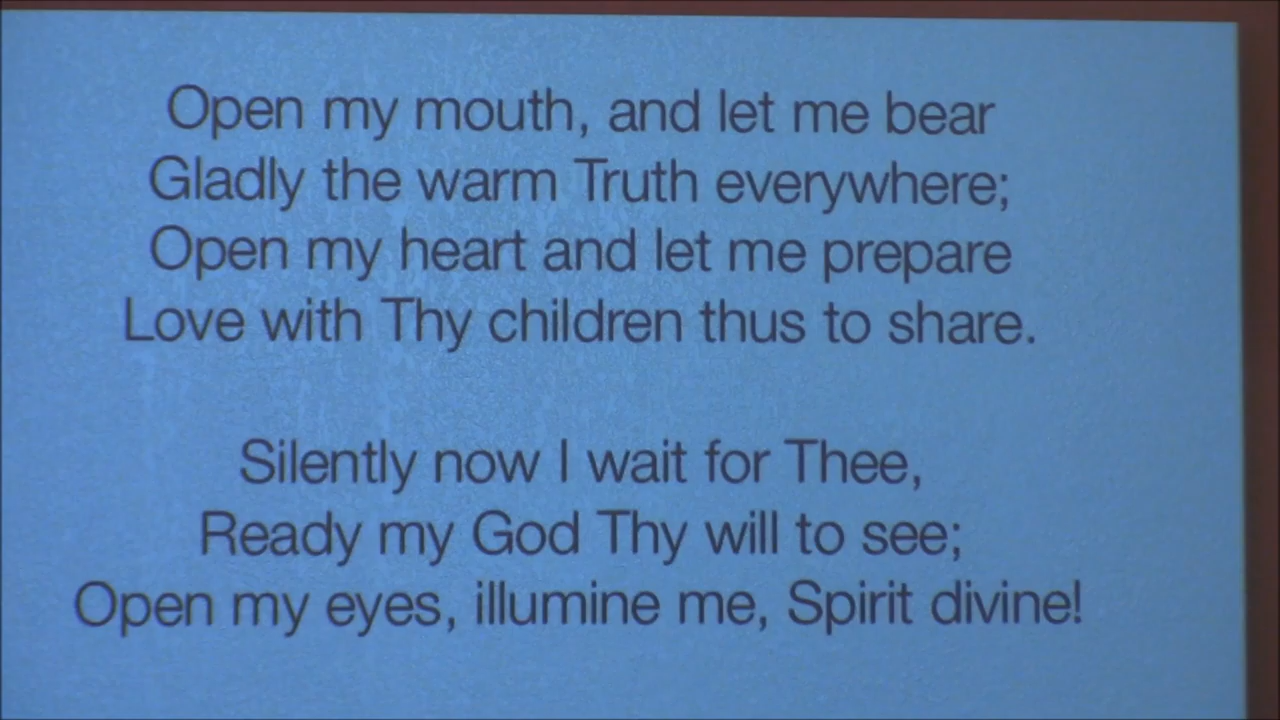 Open my mouth, and let me bear
Gladly the warm Truth everywhere;
Open my heart and let me prepare
Love with Thy children thus to share.
Silently now I wait for Thee,
Ready my God Thy will to see;
Open my eyes, illumine me, Spirit divine!